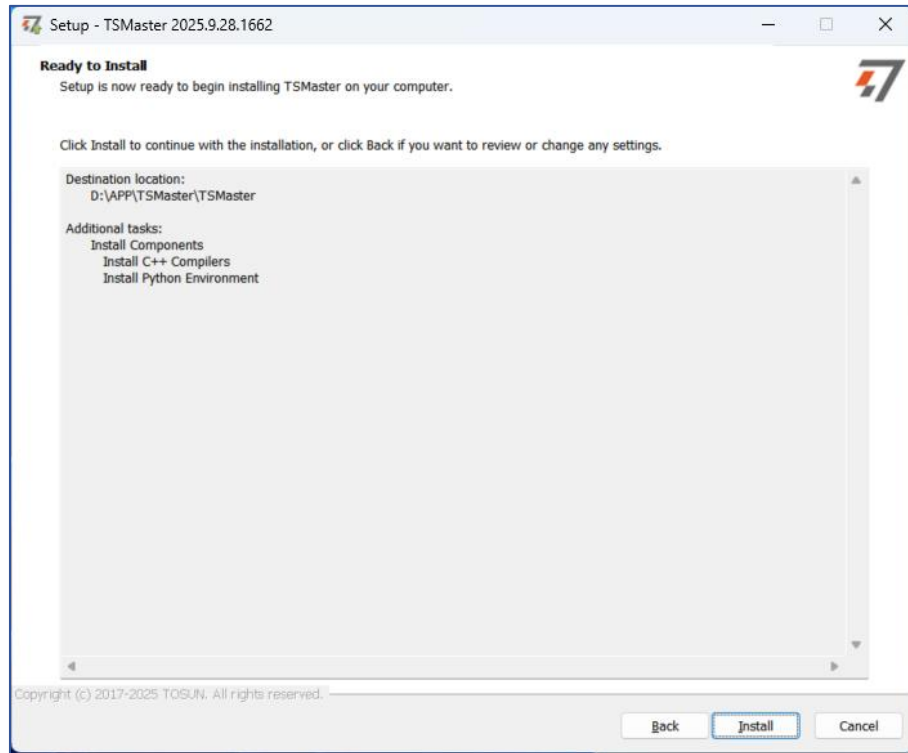 Setup - TSMaster 2025.9.28.1662
Ready to Install
Setup is now ready to begin installing TSMaster on your computer.
Click Install to continue with the installation, or click Back if you want to review or change any settings.
Destination location:
D:\APP\TSMaster\TSMaster
Additional tasks:
Install Components
Install C++ Compilers
Install Python Environment
Copyright (c) 2017-2025 TOSUN. All rights reserved.
Back Install Cancel